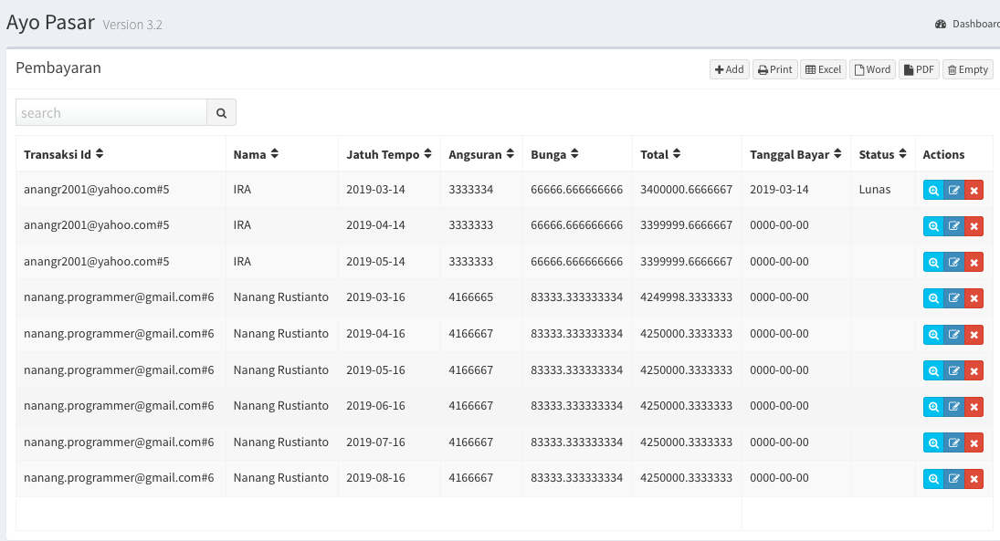 Ayo Pasar Version 3.2
Dashboard
Pembayaran
Add Print Excel Word PDF Empty
search
Transaksi Id Nama Jatuh Tempo Angsuran Bunga Total Tanggal Bayar Status Actions
anangr2001@yahoo.com#5 IRA 2019-03-14 3333334 66666.666666666 3400000.6666667 2019-03-14 Lunas
anangr2001@yahoo.com#5 IRA 2019-04-14 3333333 66666.666666666 3399999.6666667 0000-00-00
anangr2001@yahoo.com#5 IRA 2019-05-14 3333333 66666.666666666 3399999.6666667 0000-00-00
nanang.programmer@gmail.com#6 Nanang Rustianto 2019-03-16 4166665 83333.333333334 4249998.3333333 0000-00-00
nanang.programmer@gmail.com#6 Nanang Rustianto 2019-04-16 4166667 83333.333333334 4250000.3333333 0000-00-00
nanang.programmer@gmail.com#6 Nanang Rustianto 2019-05-16 4166667 83333.333333334 4250000.3333333 0000-00-00
nanang.programmer@gmail.com#6 Nanang Rustianto 2019-06-16 4166667 83333.333333334 4250000.3333333 0000-00-00
nanang.programmer@gmail.com#6 Nanang Rustianto 2019-07-16 4166667 83333.333333334 4250000.3333333 0000-00-00
nanang.programmer@gmail.com#6 Nanang Rustianto 2019-08-16 4166667 83333.333333334 4250000.3333333 0000-00-00